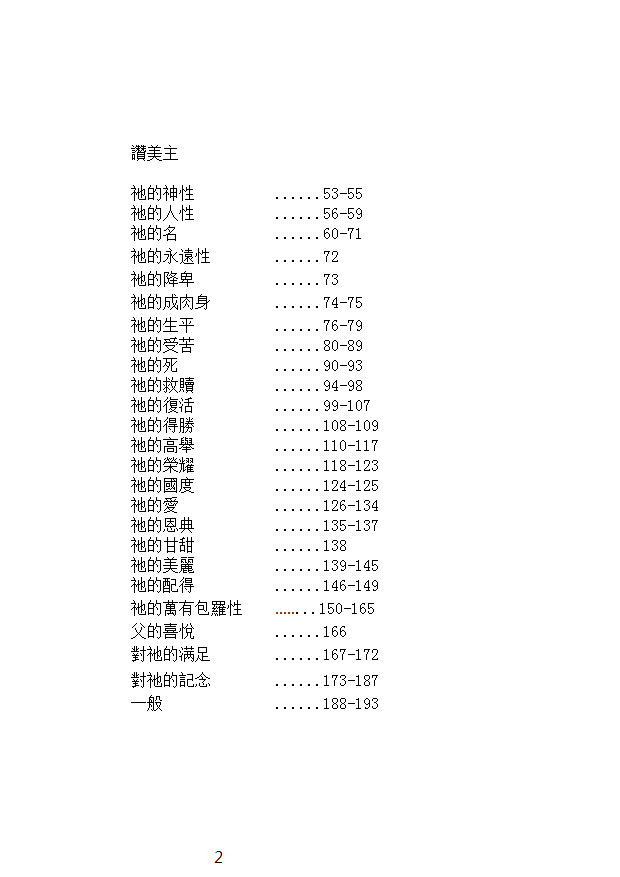 讚美主
祂的神性 ......53-55
祂的人性 ......56-59
祂的名 ......60-71
祂的永遠性 ......72
祂的降卑 ......73
祂的成肉身 ......74-75
祂的生平 ......76-79
祂的受苦 ......80-89
祂的死 ......90-93
祂的救贖 ......94-98
祂的復活 ......99-107
祂的得勝 ......108-109
祂的高舉 ......110-117
祂的榮耀 ......118-123
祂的國度 ......124-125
祂的愛 ......126-134
祂的恩典 ......135-137
祂的甘甜 ......138
祂的美麗 ......139-145
祂的配得 ......146-149
祂的萬有包羅性 ……...150-165
父的喜悅 ......166
對祂的满足 ......167-172
對祂的記念 ......173-187
一般 ......188-193
2